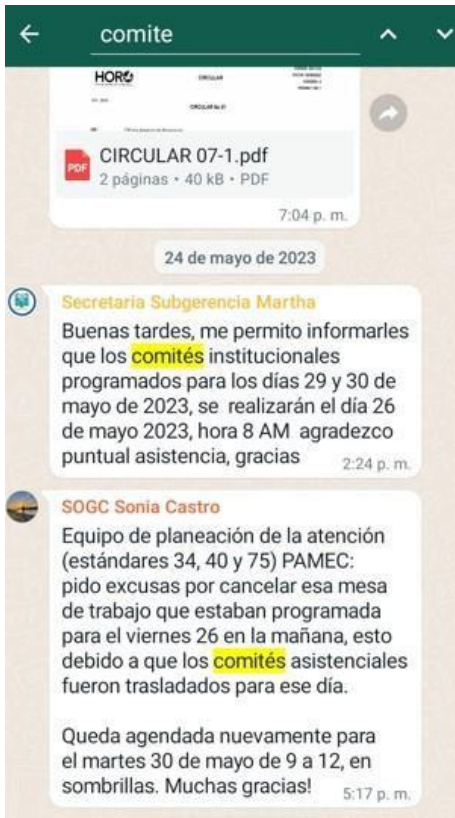 comite
HORO
CIRCULAR
CIRCULAR No 07
PDF
CIRCULAR 07-1.pdf
2 páginas • 40 kB • PDF
7:04 p. m.
24 de mayo de 2023
Secretaria Subgerencia Martha
Buenas tardes, me permito informarles
que los comités institucionales
programados para los días 29 y 30 de
mayo de 2023, se realizarán el día 26
de mayo 2023, hora 8 AM agradezco
puntual asistencia, gracias
2:24 p. m.
SOGC Sonia Castro
Equipo de planeación de la atención
(estándares 34, 40 y 75) PAMEC:
pido excusas por cancelar esa mesa
de trabajo que estaban programada
para el viernes 26 en la mañana, esto
debido a que los comités asistenciales
fueron trasladados para ese día.
Queda agendada nuevamente para
el martes 30 de mayo de 9 a 12, en
sombrillas. Muchas gracias!
5:17 p. m.